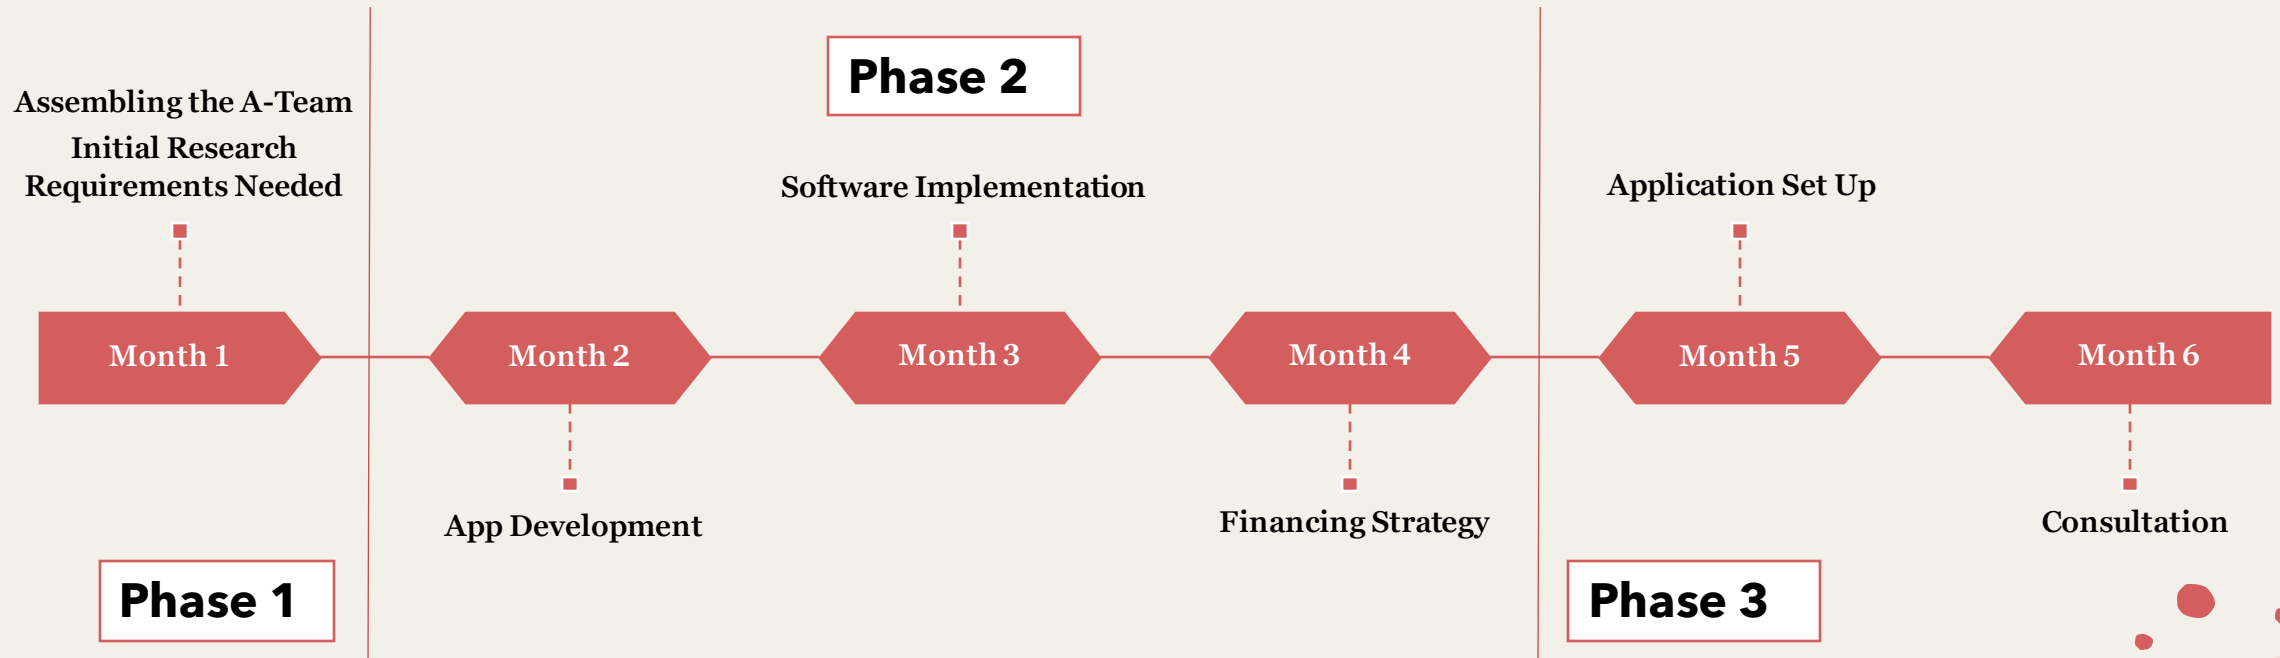 Phase 2
Assembling the A-Team
Initial Research
Requirements Needed
Software Implementation
Application Set Up
Month 1
Month 2
Month 3
Month 4
Month 5
Month 6
App Development
Financing Strategy
Consultation
Phase 1
Phase 3